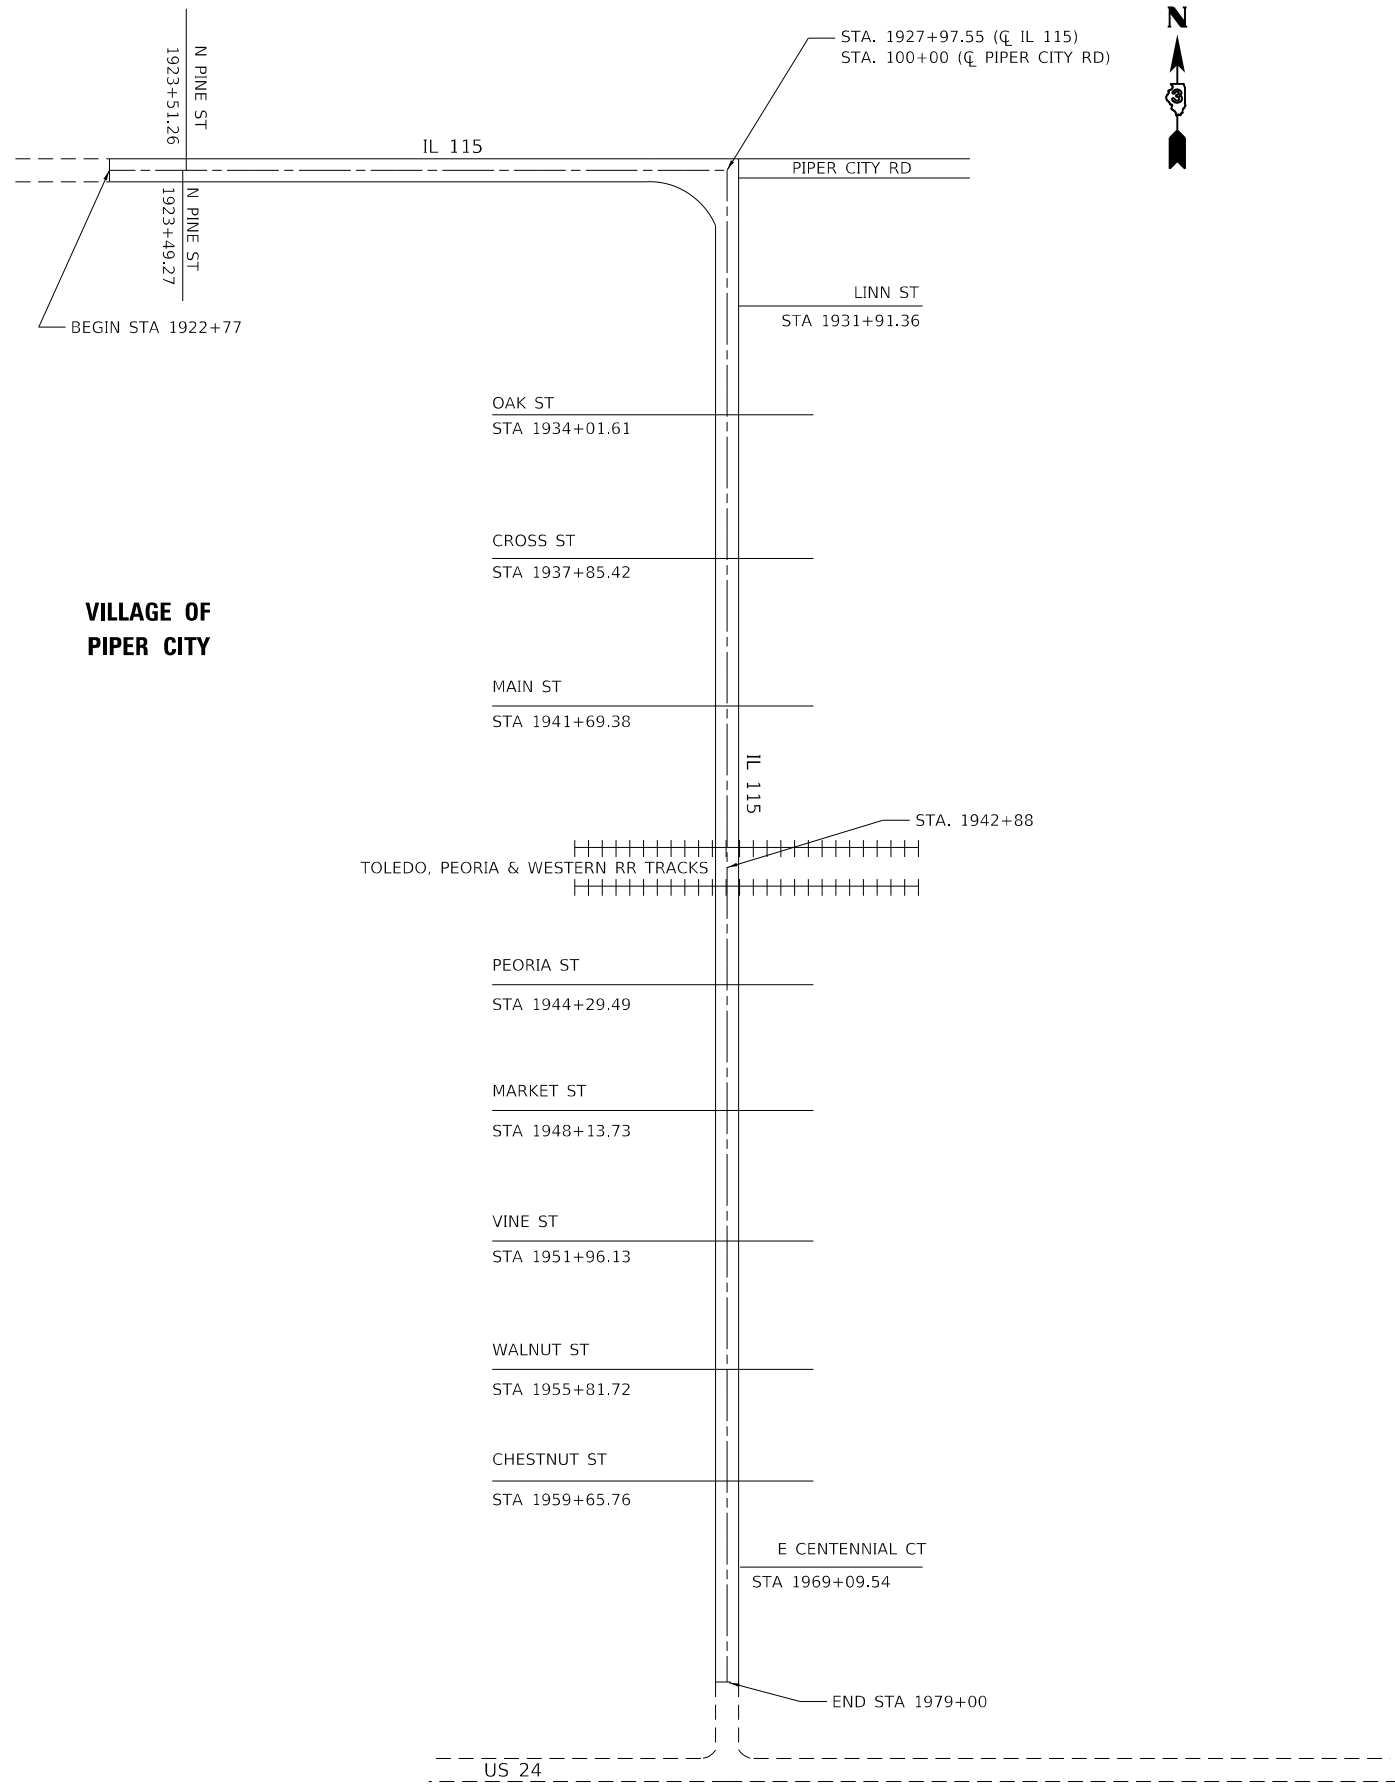 N
3
STA. 1927+97.55 (℄ IL 115)
STA. 100+00 (℄ PIPER CITY RD)
N PINE ST
1923+51.26
IL 115
PIPER CITY RD
N PINE ST
1923+49.27
BEGIN STA 1922+77
LINN ST
STA 1931+91.36
OAK ST
STA 1934+01.61
CROSS ST
STA 1937+85.42
VILLAGE OF
PIPER CITY
MAIN ST
STA 1941+69.38
IL 115
STA. 1942+88
TOLEDO, PEORIA & WESTERN RR TRACKS
PEORIA ST
STA 1944+29.49
MARKET ST
STA 1948+13.73
VINE ST
STA 1951+96.13
WALNUT ST
STA 1955+81.72
CHESTNUT ST
STA 1959+65.76
E CENTENNIAL CT
STA 1969+09.54
END STA 1979+00
US 24